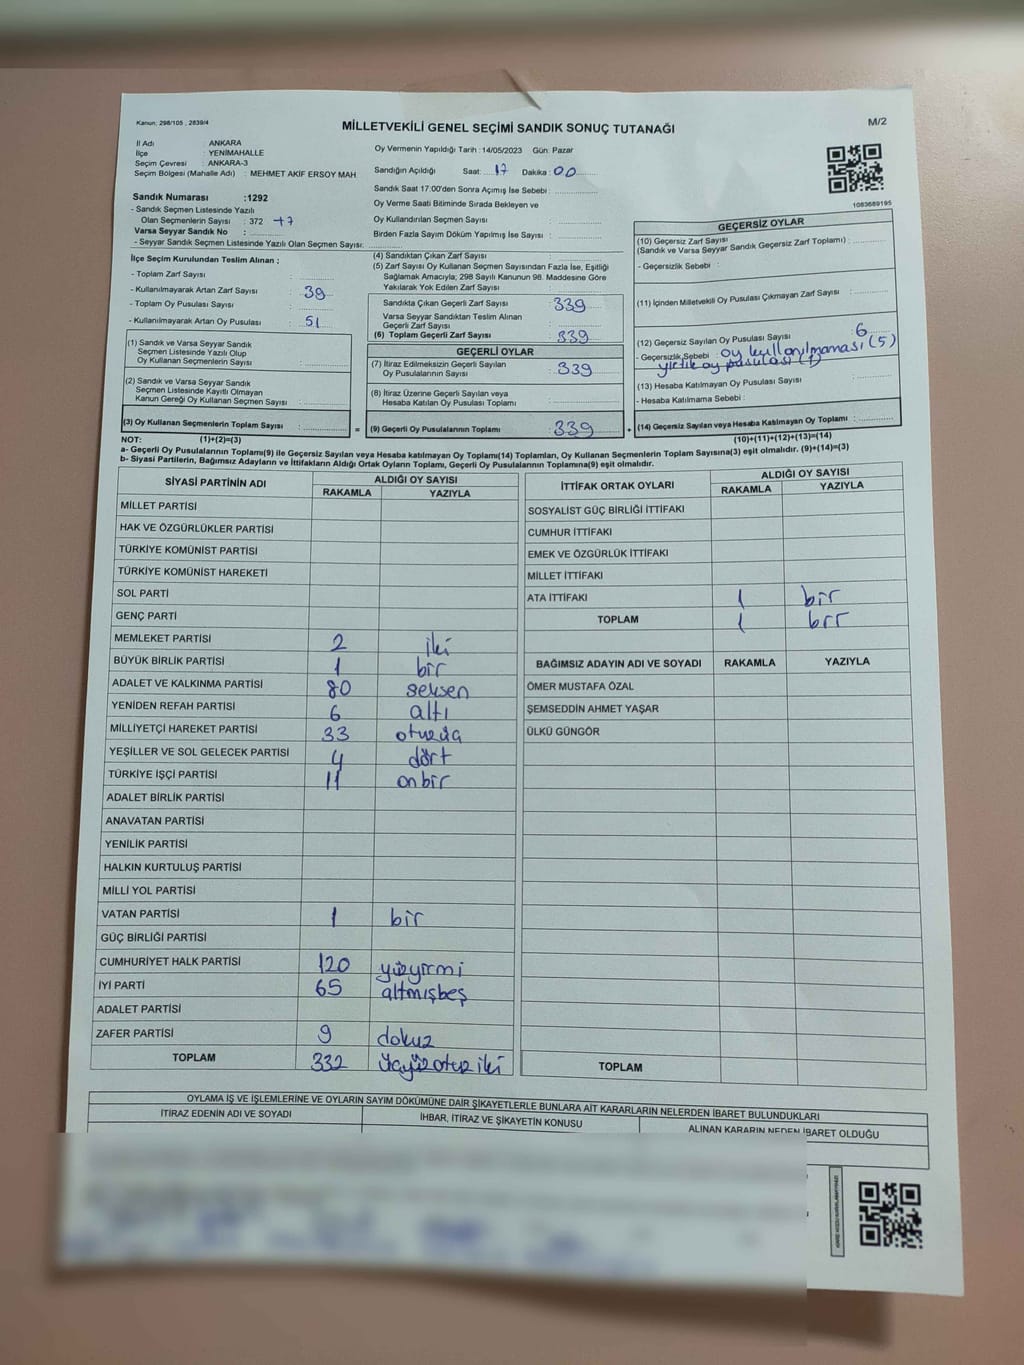 Kanun: 298/105 , 2839/4
MİLLETVEKİLİ GENEL SEÇİMİ SANDIK SONUÇ TUTANAĞI
M/2
İl Adı : ANKARA
İlçe : YENİMAHALLE
Seçim Çevresi : ANKARA-3
Seçim Bölgesi (Mahalle Adı) : MEHMET AKİF ERSOY MAH
Sandık Numarası :1292
- Sandık Seçmen Listesinde Yazılı
Olan Seçmenlerin Sayısı : 372 +7
Varsa Seyyar Sandık No :
- Seyyar Sandık Seçmen Listesinde Yazılı Olan Seçmen Sayısı:
İlçe Seçim Kurulundan Teslim Alınan ;
- Toplam Zarf Sayısı :
- Kullanılmayarak Artan Zarf Sayısı : 39
- Toplam Oy Pusulası Sayısı :
- Kullanılmayarak Artan Oy Pusulası : 51
(1) Sandık ve Varsa Seyyar Sandık
Seçmen Listesinde Yazılı Olup
Oy Kullanan Seçmenlerin Sayısı :
(2) Sandık ve Varsa Seyyar Sandık
Seçmen Listesinde Kayıtlı Olmayan
Kanun Gereği Oy Kullanan Seçmen Sayısı :
(3) Oy Kullanan Seçmenlerin Toplam Sayısı :
Oy Vermenin Yapıldığı Tarih : 14/05/2023 Gün: Pazar
Sandığın Açıldığı Saat: 17 Dakika : 00
Sandık Saat 17:00'den Sonra Açımış İse Sebebi :
Oy Verme Saati Bitiminde Sırada Bekleyen ve
Oy Kullandırılan Seçmen Sayısı :
Birden Fazla Sayım Döküm Yapılmış İse Sayısı :
(4) Sandıktan Çıkan Zarf Sayısı :
(5) Zarf Sayısı Oy Kullanan Seçmen Sayısından Fazla İse, Eşitliği
Sağlamak Amacıyla; 298 Sayılı Kanunun 98. Maddesine Göre
Yakılarak Yok Edilen Zarf Sayısı :
Sandıkta Çıkan Geçerli Zarf Sayısı : 339
Varsa Seyyar Sandıktan Teslim Alınan
Geçerli Zarf Sayısı :
(6) Toplam Geçerli Zarf Sayısı : 339
GEÇERLİ OYLAR
(7) İtiraz Edilmeksizin Geçerli Sayılan
Oy Pusulalarının Sayısı : 339
(8) İtiraz Üzerine Geçerli Sayılan veya
Hesaba Katılan Oy Pusulası Toplamı :
= (9) Geçerli Oy Pusulalarının Toplamı : 339 +
1083689195
GEÇERSİZ OYLAR
(10) Geçersiz Zarf Sayısı
(Sandık ve Varsa Seyyar Sandık Geçersiz Zarf Toplamı) :
- Geçersizlik Sebebi :
(11) İçinden Milletvekili Oy Pusulası Çıkmayan Zarf Sayısı :
(12) Geçersiz Sayılan Oy Pusulası Sayısı : 6
- Geçersizlik Sebebi : oy kullanılmaması (5)
yırtık oy pusulası (1)
(13) Hesaba Katılmayan Oy Pusulası Sayısı :
- Hesaba Katılmama Sebebi :
(14) Geçersiz Sayılan veya Hesaba Katılmayan Oy Toplamı :
NOT: (1)+(2)=(3)
(10)+(11)+(12)+(13)=(14)
a- Geçerli Oy Pusulalarının Toplamı(9) ile Geçersiz Sayılan veya Hesaba katılmayan Oy Toplamı(14) Toplamları, Oy Kullanan Seçmenlerin Toplam Sayısına(3) eşit olmalıdır. (9)+(14)=(3)
b- Siyasi Partilerin, Bağımsız Adayların ve İttifakların Aldığı Ortak Oyların Toplamı, Geçerli Oy Pusulalarının Toplamına(9) eşit olmalıdır.
SİYASİ PARTİNİN ADI ALDIĞI OY SAYISI
RAKAMLA YAZIYLA
MİLLET PARTİSİ
HAK VE ÖZGÜRLÜKLER PARTİSİ
TÜRKİYE KOMÜNİST PARTİSİ
TÜRKİYE KOMÜNİST HAREKETİ
SOL PARTİ
GENÇ PARTİ
MEMLEKET PARTİSİ 2 iki
BÜYÜK BİRLİK PARTİSİ 1 bir
ADALET VE KALKINMA PARTİSİ 80 seksen
YENİDEN REFAH PARTİSİ 6 altı
MİLLİYETÇİ HAREKET PARTİSİ 33 otuzüç
YEŞİLLER VE SOL GELECEK PARTİSİ 4 dört
TÜRKİYE İŞÇİ PARTİSİ 11 onbir
ADALET BİRLİK PARTİSİ
ANAVATAN PARTİSİ
YENİLİK PARTİSİ
HALKIN KURTULUŞ PARTİSİ
MİLLİ YOL PARTİSİ
VATAN PARTİSİ 1 bir
GÜÇ BİRLİĞİ PARTİSİ
CUMHURİYET HALK PARTİSİ 120 yüzyirmi
İYİ PARTİ 65 altmışbeş
ADALET PARTİSİ
ZAFER PARTİSİ 9 dokuz
TOPLAM 332 üçyüzotuz iki
İTTİFAK ORTAK OYLARI ALDIĞI OY SAYISI
RAKAMLA YAZIYLA
SOSYALİST GÜÇ BİRLİĞİ İTTİFAKI
CUMHUR İTTİFAKI
EMEK VE ÖZGÜRLÜK İTTİFAKI
MİLLET İTTİFAKI
ATA İTTİFAKI 1 bir
TOPLAM 1 bir
BAĞIMSIZ ADAYIN ADI VE SOYADI RAKAMLA YAZIYLA
ÖMER MUSTAFA ÖZAL
ŞEMSEDDİN AHMET YAŞAR
ÜLKÜ GÜNGÖR
TOPLAM
OYLAMA İŞ VE İŞLEMLERİNE VE OYLARIN SAYIM DÖKÜMÜNE DAİR ŞİKAYETLERLE BUNLARA AİT KARARLARIN NELERDEN İBARET BULUNDUKLARI
İTİRAZ EDENİN ADI VE SOYADI İHBAR, İTİRAZ VE ŞİKAYETİN KONUSU ALINAN KARARIN NEDEN İBARET OLDUĞU